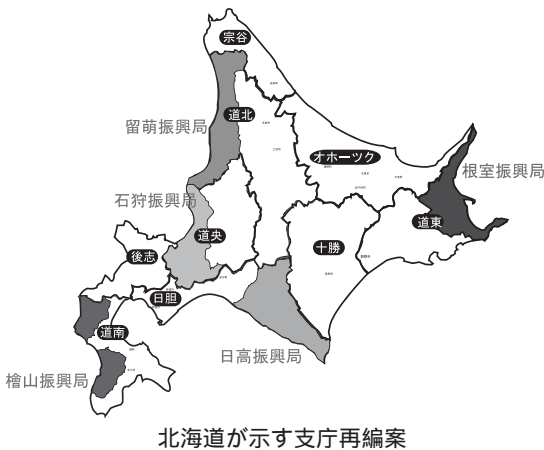 宗谷
留萌振興局
道北
オホーツク
根室振興局
石狩振興局
道央
道東
後志
十勝
日胆
道南
日高振興局
檜山振興局
北海道が示す支庁再編案